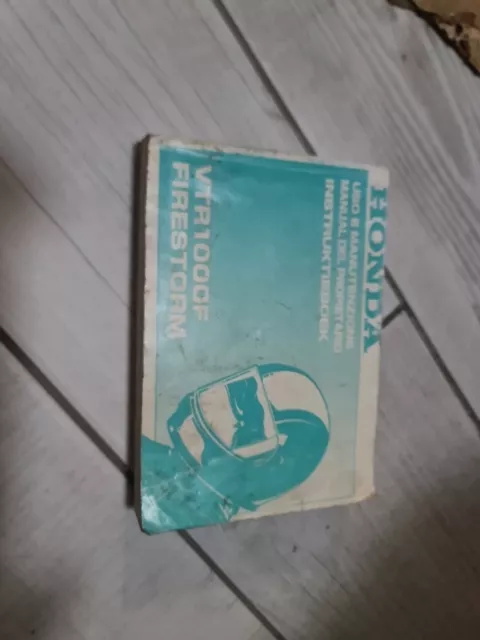 HONDA
USO E MANUTENZIONE
MANUAL DEL PROPIETARIO
INSTRUKTIEBOEK
VTR1000F
FIRESTORM